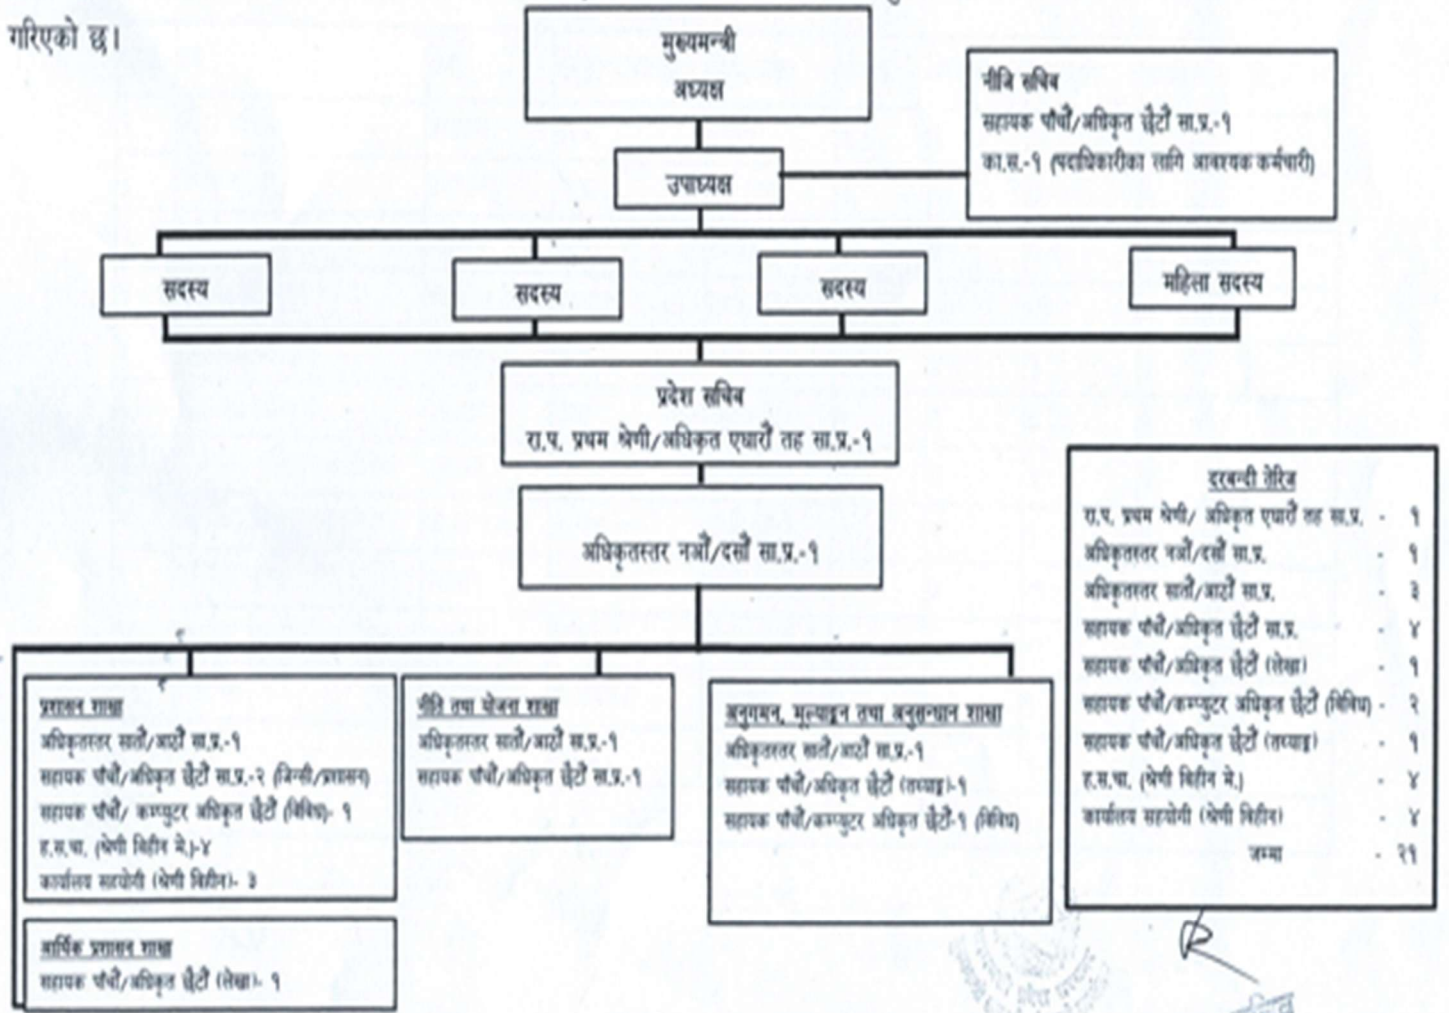 गरिएको छ।
मुख्यमन्त्री
अध्यक्ष
नीजि सचिव
सहायक पाँचौं/अधिकृत छैटौं सा.प्र.-१
का.स.-१ (पदाधिकारीका लागि आवश्यक कर्मचारी)
उपाध्यक्ष
सदस्य
सदस्य
सदस्य
महिला सदस्य
प्रदेश सचिव
रा.प. प्रथम श्रेणी/अधिकृत एघारौं तह सा.प्र.-१
अधिकृतस्तर नऔं/दसौं सा.प्र.-१
दरबन्दी तेरिज
रा.प. प्रथम श्रेणी/ अधिकृत एघारौं तह सा.प्र. - १
अधिकृतस्तर नऔं/दसौं सा.प्र. - १
अधिकृतस्तर सातौं/आठौं सा.प्र. - ३
सहायक पाँचौं/अधिकृत छैटौं सा.प्र. - ४
सहायक पाँचौं/अधिकृत छैटौं (लेखा) - १
सहायक पाँचौं/कम्प्युटर अधिकृत छैटौं (विविध) - २
सहायक पाँचौं/अधिकृत छैटौं (तथ्याङ्क) - १
ह.स.चा. (श्रेणी विहीन मे.) - ४
कार्यालय सहयोगी (श्रेणी विहीन) - ४
जम्मा - २१
प्रशासन शाखा
अधिकृतस्तर सातौं/आठौं सा.प्र.-१
सहायक पाँचौं/अधिकृत छैटौं सा.प्र.-२ (जिन्सी/प्रशासन)
सहायक पाँचौं/ कम्प्युटर अधिकृत छैटौं (विविध)- १
ह.स.चा. (श्रेणी विहीन मे.)-४
कार्यालय सहयोगी (श्रेणी विहीन)- ३
नीति तथा योजना शाखा
अधिकृतस्तर सातौं/आठौं सा.प्र.-१
सहायक पाँचौं/अधिकृत छैटौं सा.प्र.-१
अनुगमन, मूल्याङ्कन तथा अनुसन्धान शाखा
अधिकृतस्तर सातौं/आठौं सा.प्र.-१
सहायक पाँचौं/अधिकृत छैटौं (तथ्याङ्क)-१
सहायक पाँचौं/कम्प्युटर अधिकृत छैटौं-१ (विविध)
आर्थिक प्रशासन शाखा
सहायक पाँचौं/अधिकृत छैटौं (लेखा)- १